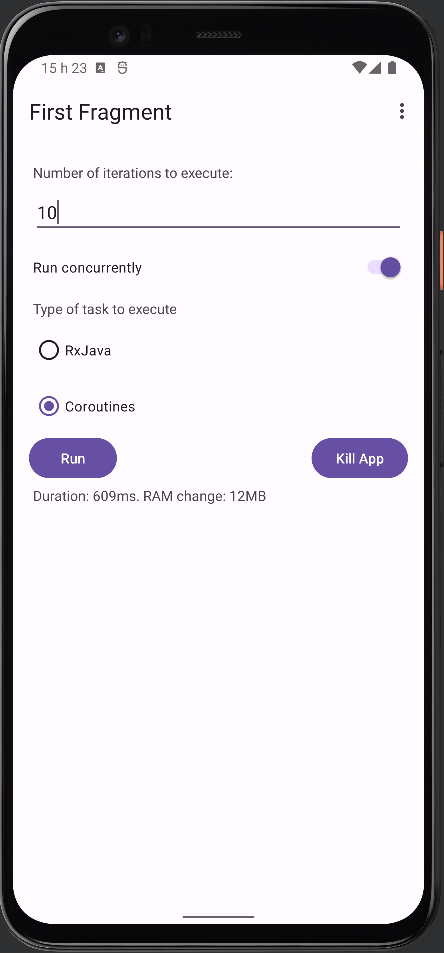 15 h 23 A
First Fragment
Number of iterations to execute:
10
Run concurrently
Type of task to execute
RxJava
Coroutines
Run Kill App
Duration: 609ms. RAM change: 12MB